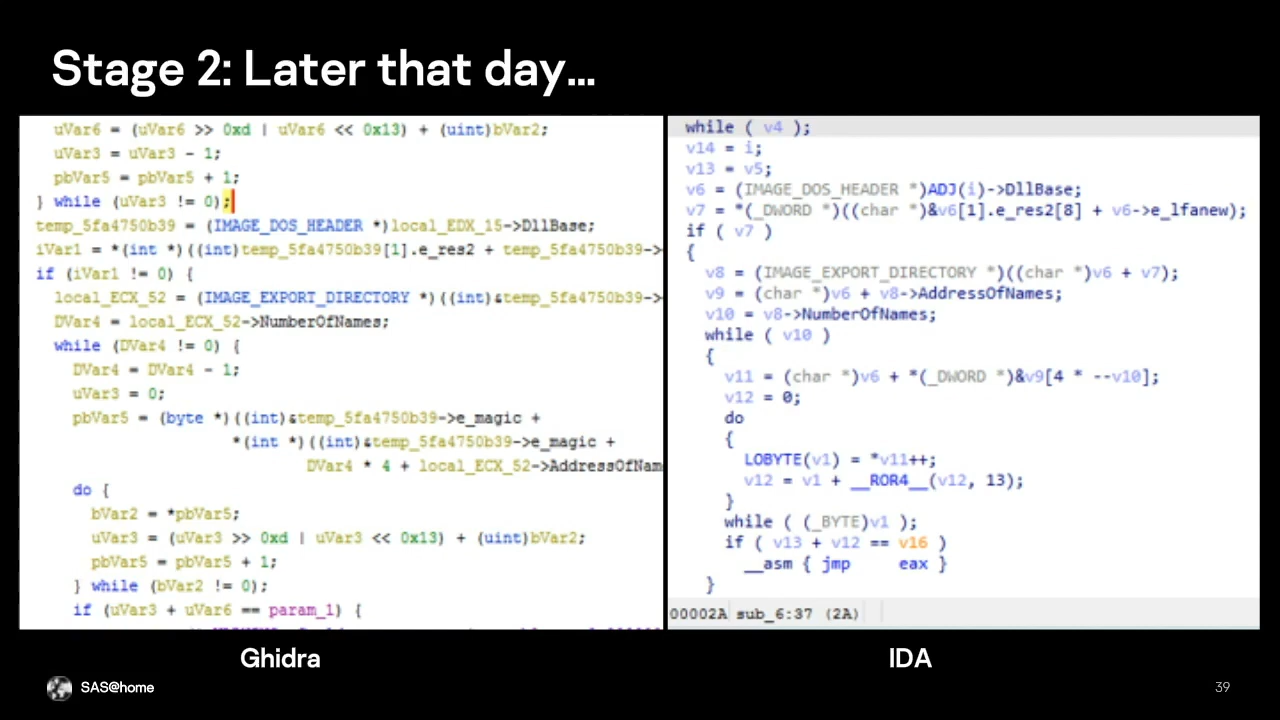 Stage 2: Later that day...
uVar6 = (uVar6 >> 0xd | uVar6 << 0x13) + (uint)bVar2;
uVar3 = uVar3 - 1;
pbVar5 = pbVar5 + 1;
} while (uVar3 != 0);
temp_5fa4750b39 = (IMAGE_DOS_HEADER *)local_EDX_15->DllBase;
iVar1 = *(int *)((int)temp_5fa4750b39[1].e_res2 + temp_5fa4750b39->
if (iVar1 != 0) {
local_ECX_52 = (IMAGE_EXPORT_DIRECTORY *)((int)&temp_5fa4750b39->
DVar4 = local_ECX_52->NumberOfNames;
while (DVar4 != 0) {
DVar4 = DVar4 - 1;
uVar3 = 0;
pbVar5 = (byte *)((int)&temp_5fa4750b39->e_magic +
*(int *)((int)&temp_5fa4750b39->e_magic +
DVar4 * 4 + local_ECX_52->AddressOfNam
do {
bVar2 = *pbVar5;
uVar3 = (uVar3 >> 0xd | uVar3 << 0x13) + (uint)bVar2;
pbVar5 = pbVar5 + 1;
} while (bVar2 != 0);
if (uVar3 + uVar6 == param_1) {
while ( v4 );
v14 = i;
v13 = v5;
v6 = (IMAGE_DOS_HEADER *)ADJ(i)->DllBase;
v7 = *(_DWORD *)((char *)&v6[1].e_res2[8] + v6->e_lfanew);
if ( v7 )
{
v8 = (IMAGE_EXPORT_DIRECTORY *)((char *)v6 + v7);
v9 = (char *)v6 + v8->AddressOfNames;
v10 = v8->NumberOfNames;
while ( v10 )
{
v11 = (char *)v6 + *(_DWORD *)&v9[4 * --v10];
v12 = 0;
do
{
LOBYTE(v1) = *v11++;
v12 = v1 + __ROR4__(v12, 13);
}
while ( (_BYTE)v1 );
if ( v13 + v12 == v16 )
__asm { jmp eax }
}
00002A sub_6:37 (2A)
Ghidra
IDA
SAS@home
39